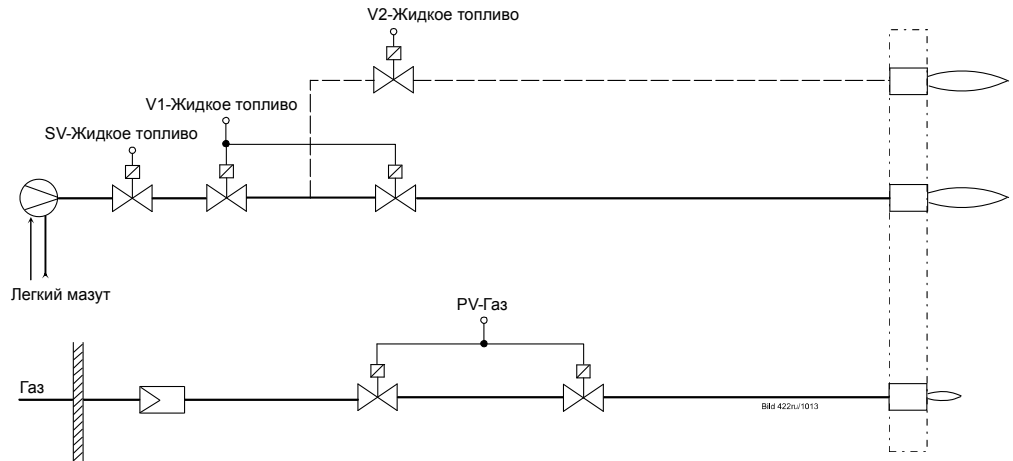 V2-Жидкое топливо
V1-Жидкое топливо
SV-Жидкое топливо
Легкий мазут
PV-Газ
Газ
Bild 422ru/1013